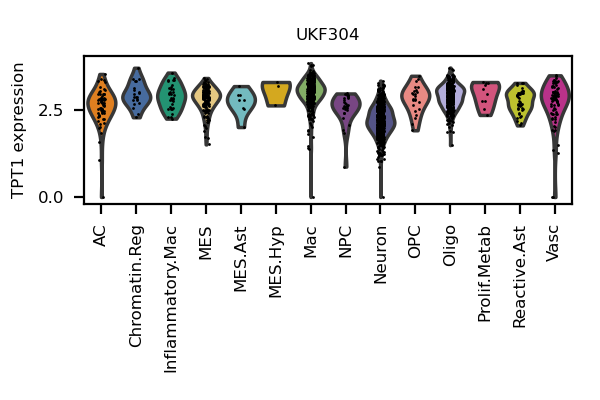 UKF304
TPT1 expression
2.5
0.0
AC
Chromatin.Reg
Inflammatory.Mac
MES
MES.Ast
MES.Hyp
Mac
NPC
Neuron
OPC
Oligo
Prolif.Metab
Reactive.Ast
Vasc